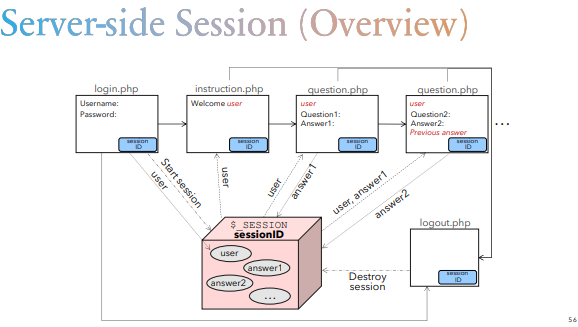 Server-side Session (Overview)
login.php
instruction.php
question.php
question.php
Username:
Password:
session
ID
Welcome user
session
ID
user
Question1:
Answer1:
session
ID
user
Question2:
Answer2:
Previous answer
session
ID
...
Start session
user
user
user
answer1
user, answer1
answer2
$_SESSION
sessionID
user
answer1
answer2
...
Destroy
session
logout.php
session
ID
56